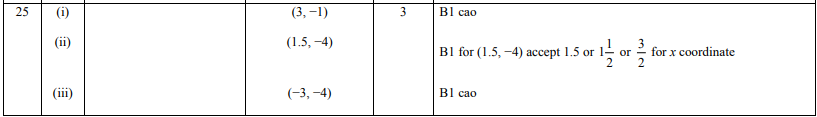 25 (i) (3, −1) 3 B1 cao
(ii) (1.5, −4) B1 for (1.5, −4) accept 1.5 or 1 1/2 or 3/2 for x coordinate
(iii) (−3, −4) B1 cao